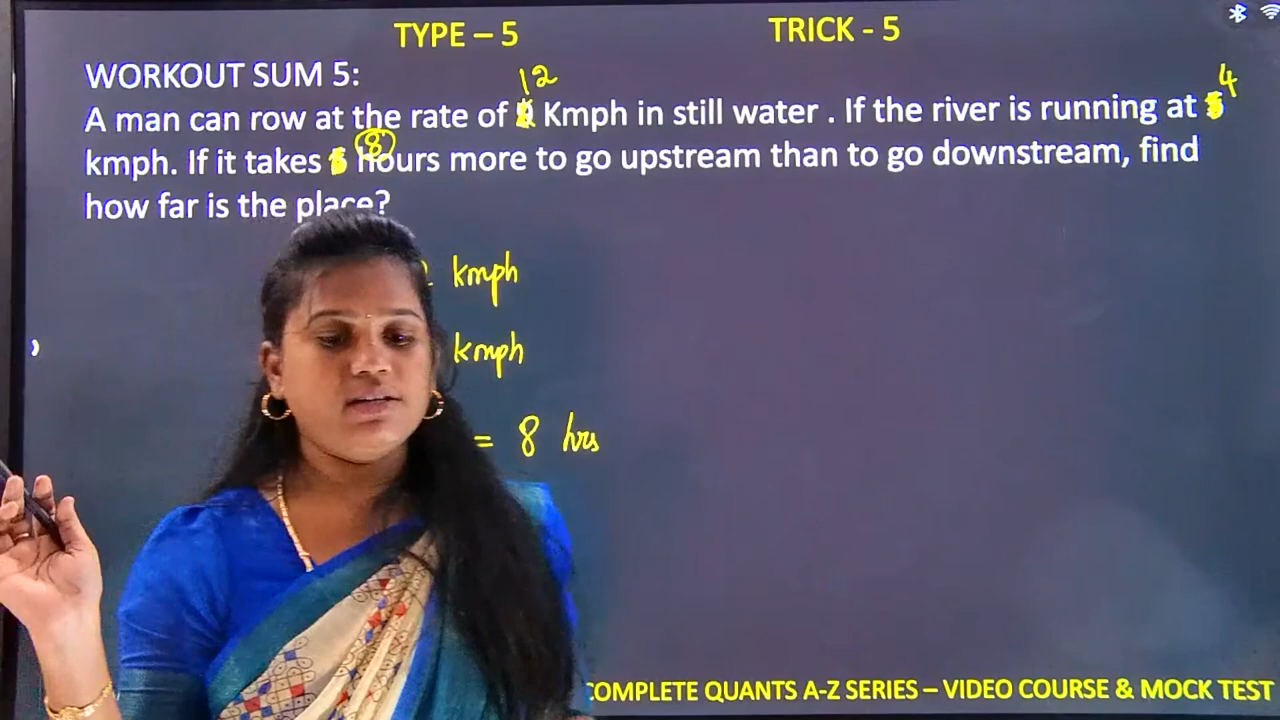 TYPE – 5 TRICK - 5
WORKOUT SUM 5:
12 4
A man can row at the rate of Kmph in still water . If the river is running at
8
kmph. If it takes hours more to go upstream than to go downstream, find
how far is the place?
kmph
kmph
= 8 hrs
COMPLETE QUANTS A-Z SERIES – VIDEO COURSE & MOCK TEST